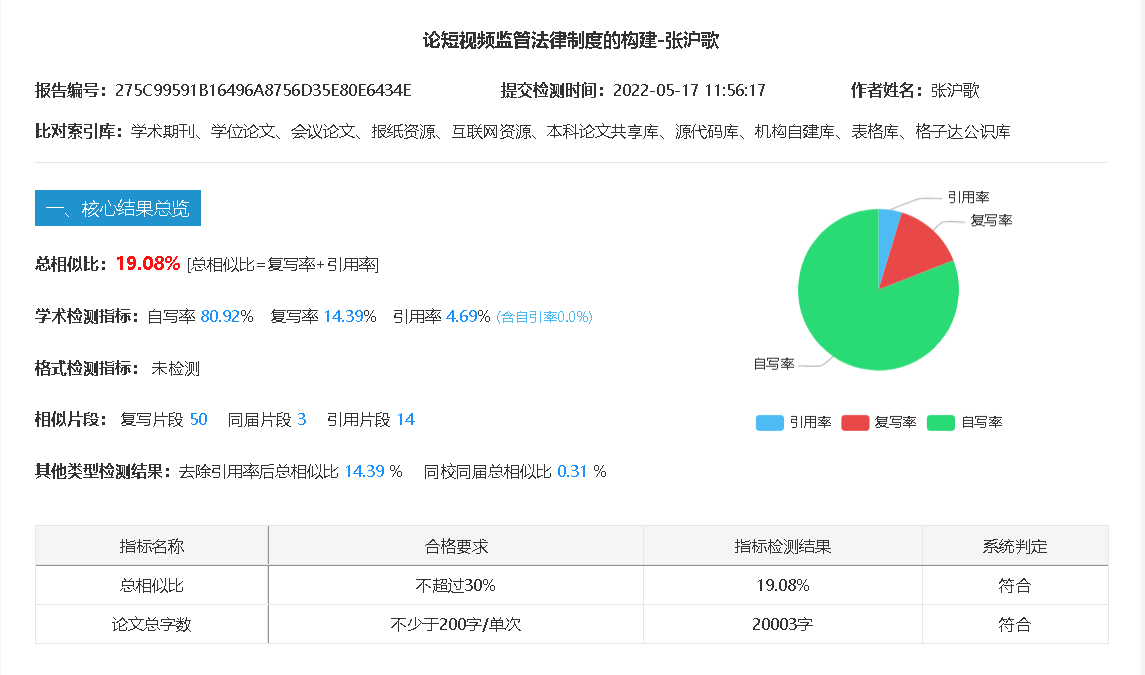 论短视频监管法律制度的构建-张沪歌
报告编号：275C99591B16496A8756D35E80E6434E 提交检测时间：2022-05-17 11:56:17 作者姓名：张沪歌
比对索引库：学术期刊、学位论文、会议论文、报纸资源、互联网资源、本科论文共享库、源代码库、机构自建库、表格库、格子达公识库
一、核心结果总览
总相似比：19.08% [总相似比=复写率+引用率]
学术检测指标：自写率 80.92% 复写率 14.39% 引用率 4.69% (含自引率0.0%)
格式检测指标： 未检测
相似片段： 复写片段 50 同届片段 3 引用片段 14
其他类型检测结果：去除引用率后总相似比 14.39 % 同校同届总相似比 0.31 %
引用率
复写率
自写率
引用率 复写率 自写率
指标名称 合格要求 指标检测结果 系统判定
总相似比 不超过30% 19.08% 符合
论文总字数 不少于200字/单次 20003字 符合